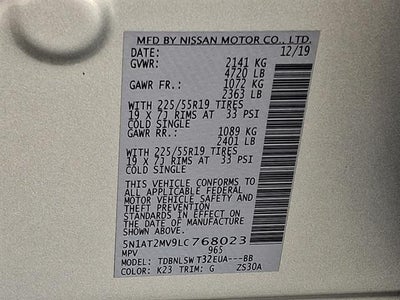 MFD BY NISSAN MOTOR CO., LTD.
DATE: 12/19
GVWR: 2141 KG
4720 LB
GAWR FR.: 1072 KG
2363 LB
WITH 225/55R19 TIRES
19 X 7J RIMS AT 33 PSI
COLD SINGLE
GAWR RR.: 1089 KG
2401 LB
WITH 225/55R19 TIRES
19 X 7J RIMS AT 33 PSI
COLD SINGLE
THIS VEHICLE CONFORMS TO
ALL APPLICABLE FEDERAL
MOTOR VEHICLE SAFETY AND
THEFT PREVENTION
STANDARDS IN EFFECT ON
THE DATE OF MANUFACTURE
SHOWN ABOVE.
5N1AT2MV9LC768023
MPV 965
MODEL: TDBNLSW T32EUA---BB
COLOR: K23 TRIM: G ZS30A